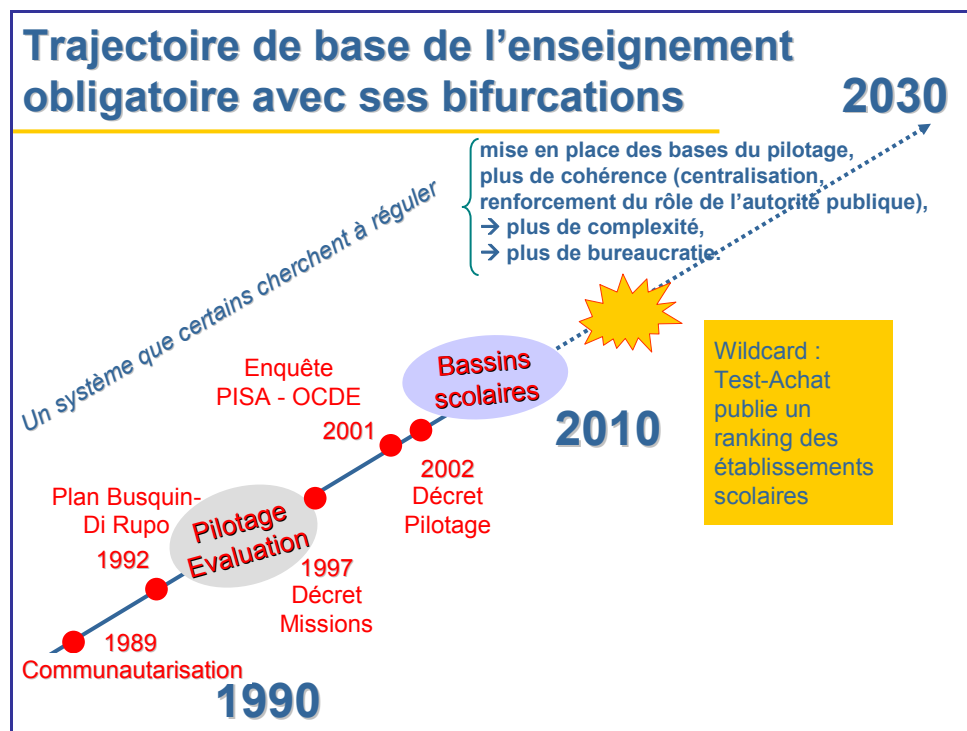 Trajectoire de base de l’enseignement
obligatoire avec ses bifurcations
2030
mise en place des bases du pilotage,
plus de cohérence (centralisation,
renforcement du rôle de l’autorité publique),
→ plus de complexité,
→ plus de bureaucratie.
Un système que certains cherchent à réguler
Enquête
PISA - OCDE
2001
Bassins
scolaires
2010
Wildcard :
Test-Achat
publie un
ranking des
établissements
scolaires
2002
Décret
Pilotage
Plan Busquin-
Di Rupo
1992
Pilotage
Evaluation
1997
Décret
Missions
1989
Communautarisation
1990